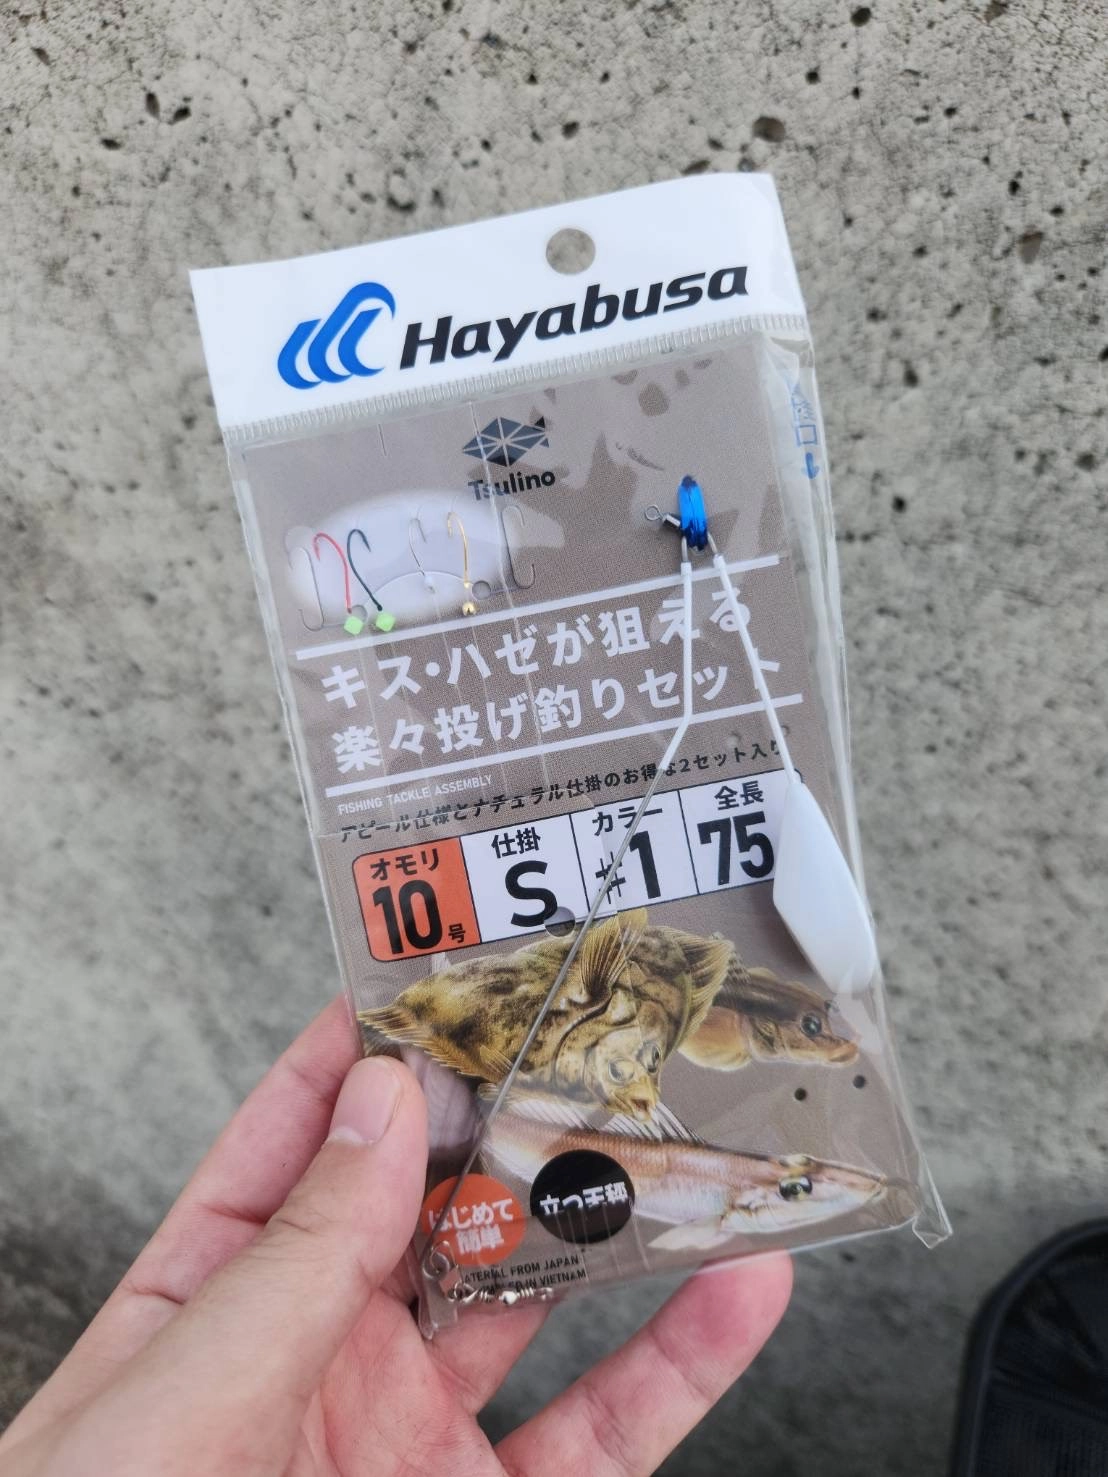 Hayabusa
Tsulino
キス・ハゼが狙える
楽々投げ釣りセット
FISHING TACKLE ASSEMBLY
アピール仕様とナチュラル仕掛のお得な2セット入り
オモリ 仕掛 カラー 全長
10号 S #1 75
はじめて
簡単
立つ天秤
MATERIAL FROM JAPAN
IN VIETNAM